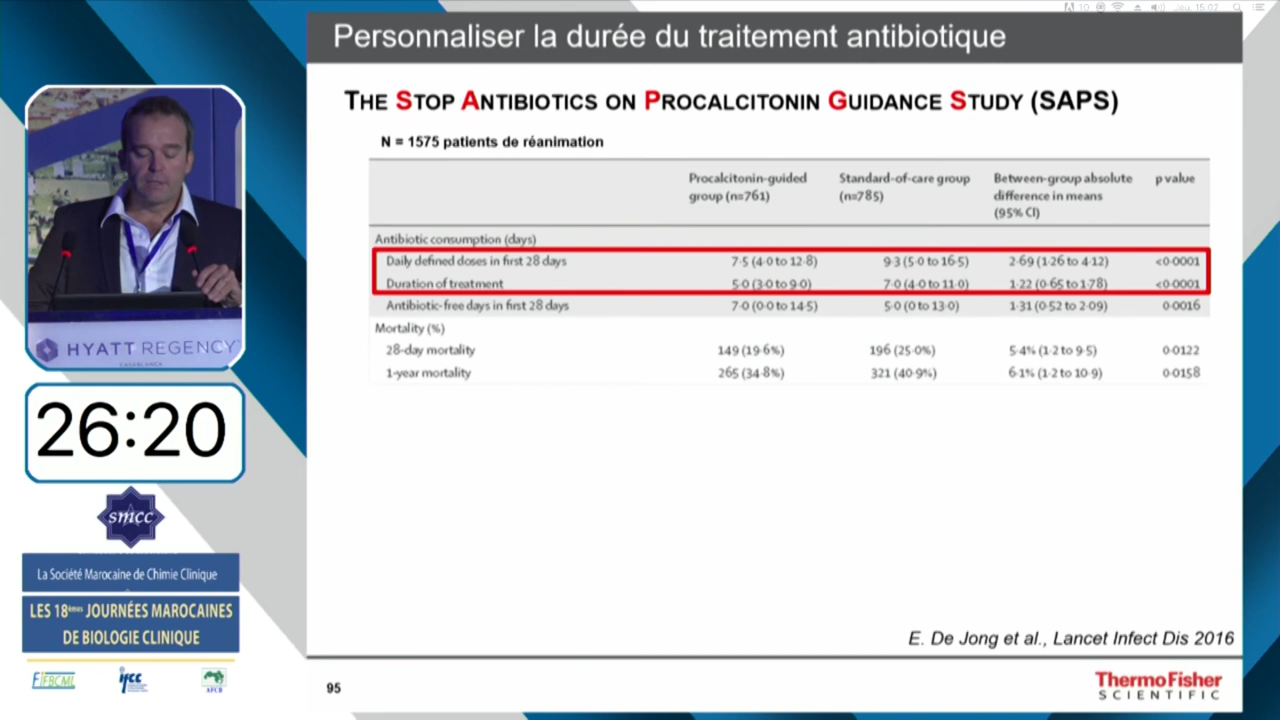 Jeu. 15:02
Personnaliser la durée du traitement antibiotique
THE STOP ANTIBIOTICS ON PROCALCITONIN GUIDANCE STUDY (SAPS)
N = 1575 patients de réanimation
Procalcitonin-guided group (n=761) Standard-of-care group (n=785) Between-group absolute difference in means (95% CI) p value
Antibiotic consumption (days)
Daily defined doses in first 28 days 7·5 (4·0 to 12·8) 9·3 (5·0 to 16·5) 2·69 (1·26 to 4·12) <0·0001
Duration of treatment 5·0 (3·0 to 9·0) 7·0 (4·0 to 11·0) 1·22 (0·65 to 1·78) <0·0001
Antibiotic-free days in first 28 days 7·0 (0·0 to 14·5) 5·0 (0 to 13·0) 1·31 (0·52 to 2·09) 0·0016
Mortality (%)
28-day mortality 149 (19·6%) 196 (25·0%) 5·4% (1·2 to 9·5) 0·0122
1-year mortality 265 (34·8%) 321 (40·9%) 6·1% (1·2 to 10·9) 0·0158
E. De Jong et al., Lancet Infect Dis 2016
95
ThermoFisher
SCIENTIFIC
HYATT REGENCY
CASABLANCA
26:20
smcc
La Société Marocaine de Chimie Clinique
LES 18èmes JOURNÉES MAROCAINES
DE BIOLOGIE CLINIQUE
ifcc
AFCB